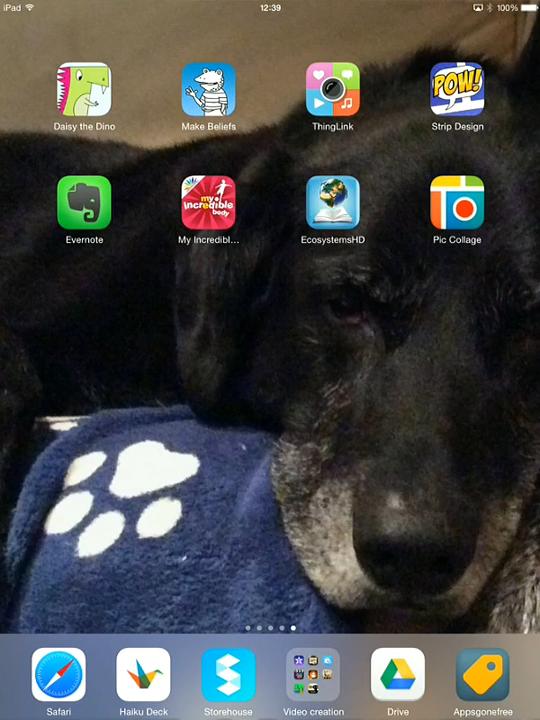 iPad 12:39 100%
Daisy the Dino Make Beliefs ThingLink Strip Design
POW!
Evernote My Incredibl... EcosystemsHD Pic Collage
my
incredible
body
Safari Haiku Deck Storehouse Video creation Drive Appsgonefree